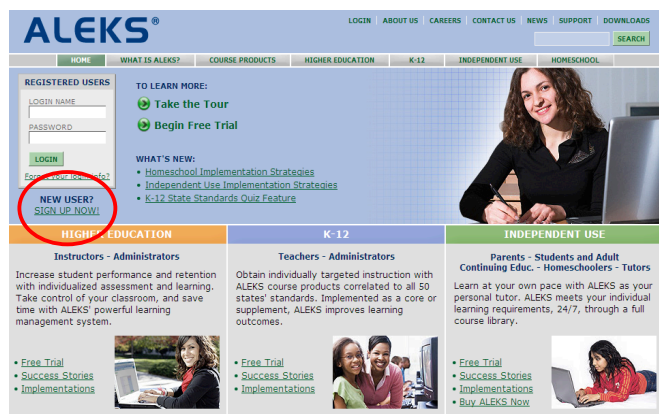 ALEKS®
LOGIN | ABOUT US | CAREERS | CONTACT US | NEWS | SUPPORT | DOWNLOADS
SEARCH
HOME
WHAT IS ALEKS?
COURSE PRODUCTS
HIGHER EDUCATION
K-12
INDEPENDENT USE
HOMESCHOOL
REGISTERED USERS
LOGIN NAME
PASSWORD
LOGIN
Forgot your login info?
NEW USER?
SIGN UP NOW!
TO LEARN MORE:
Take the Tour
Begin Free Trial
WHAT'S NEW:
• Homeschool Implementation Strategies
• Independent Use Implementation Strategies
• K-12 State Standards Quiz Feature
HIGHER EDUCATION
Instructors - Administrators
Increase student performance and retention
with individualized assessment and learning.
Take control of your classroom, and save
time with ALEKS' powerful learning
management system.
• Free Trial
• Success Stories
• Implementations
K-12
Teachers - Administrators
Obtain individually targeted instruction with
ALEKS course products correlated to all 50
states' standards. Implemented as a core or
supplement, ALEKS improves learning
outcomes.
• Free Trial
• Success Stories
• Implementations
INDEPENDENT USE
Parents - Students and Adult
Continuing Educ. - Homeschoolers - Tutors
Learn at your own pace with ALEKS as your
personal tutor. ALEKS meets your individual
learning requirements, 24/7, through a full
course library.
• Free Trial
• Success Stories
• Implementations
• Buy ALEKS Now